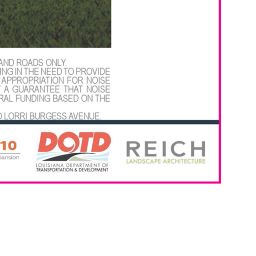 AND ROADS ONLY.
ING IN THE NEED TO PROVIDE
APPROPRIATION FOR NOISE
T A GUARANTEE THAT NOISE
RAL FUNDING BASED ON THE
D LORRI BURGESS AVENUE.
10
pansion
DOTD
LOUISIANA DEPARTMENT OF
TRANSPORTATION & DEVELOPMENT
REICH
LANDSCAPE ARCHITECTURE